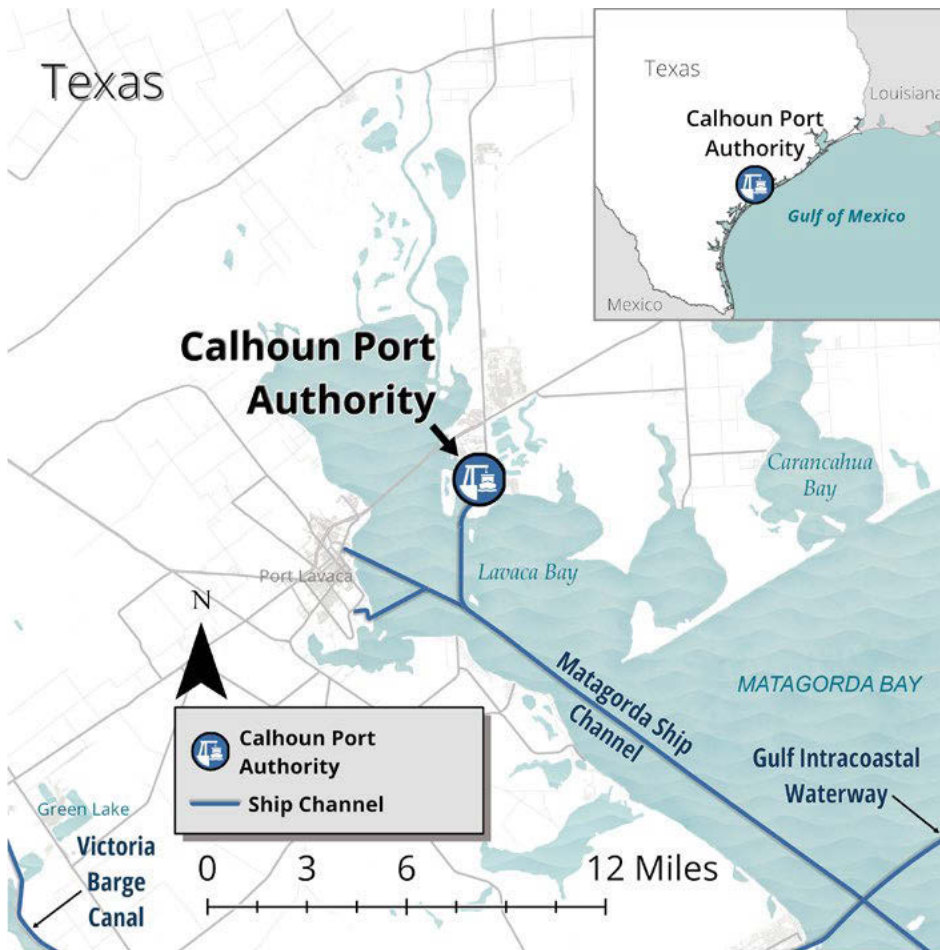 Texas
Texas
Louisiana
Calhoun Port
Authority
Gulf of Mexico
Mexico
Calhoun Port
Authority
Carancahua
Bay
Port Lavaca
Lavaca Bay
N
Matagorda Ship
Channel
MATAGORDA BAY
Gulf Intracoastal
Waterway
Calhoun Port
Authority
Ship Channel
Green Lake
Victoria
Barge
Canal
0 3 6 12 Miles